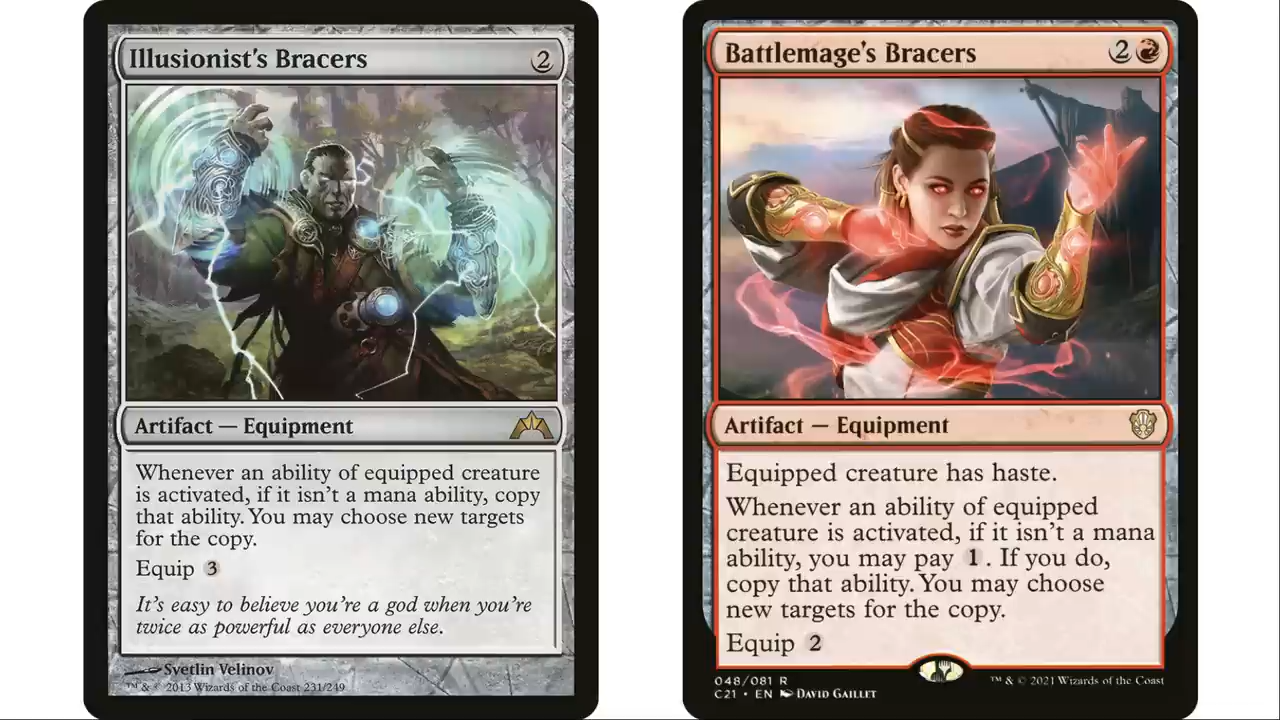 Illusionist's Bracers 2
Artifact — Equipment
Whenever an ability of equipped creature
is activated, if it isn't a mana ability, copy
that ability. You may choose new targets
for the copy.
Equip 3
It's easy to believe you're a god when you're
twice as powerful as everyone else.
Svetlin Velinov
™ & © 2013 Wizards of the Coast 231/249
Battlemage's Bracers 2
Artifact — Equipment
Equipped creature has haste.
Whenever an ability of equipped
creature is activated, if it isn't a mana
ability, you may pay 1. If you do,
copy that ability. You may choose
new targets for the copy.
Equip 2
048/081 R
C21 • EN DAVID GAILLET
™ & © 2021 Wizards of the Coast